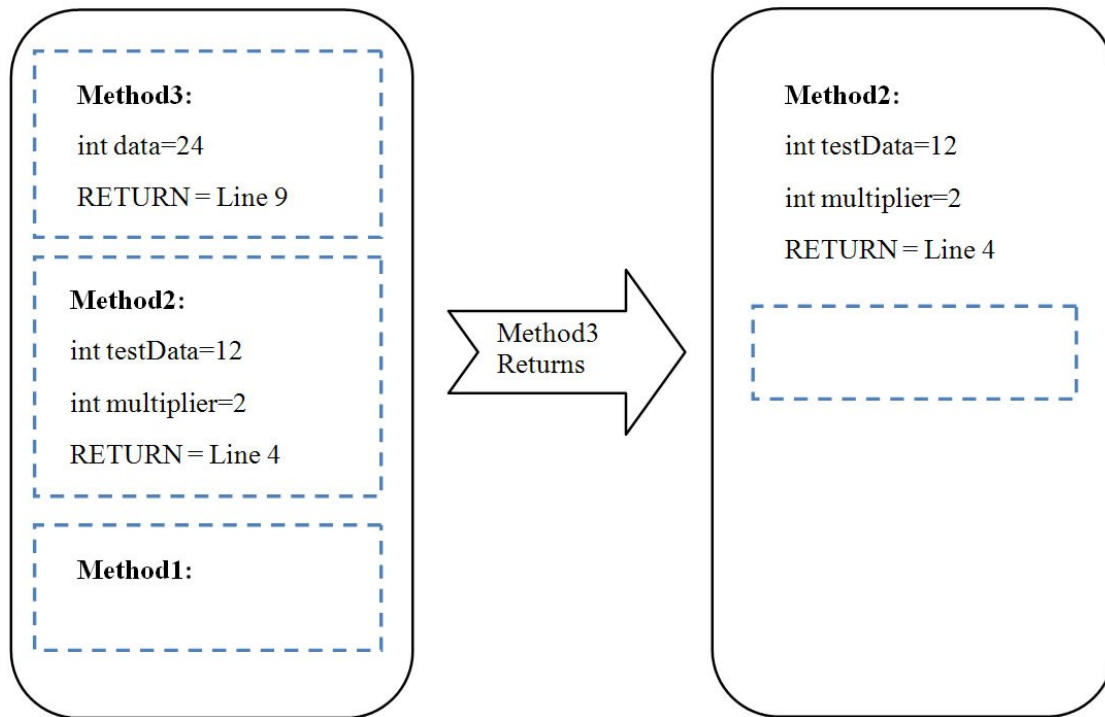 Method3:
int data=24
RETURN = Line 9
Method2:
int testData=12
int multiplier=2
RETURN = Line 4
Method1:
Method3
Returns
Method2:
int testData=12
int multiplier=2
RETURN = Line 4